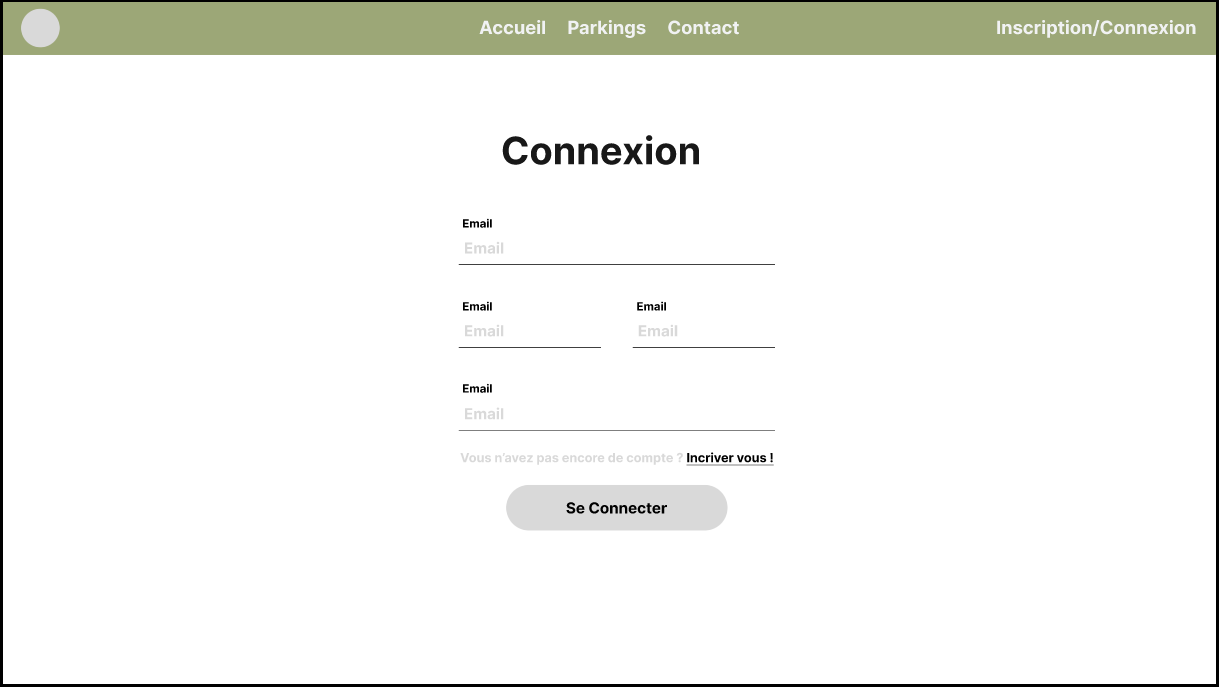 Accueil Parkings Contact Inscription/Connexion
Connexion
Email
Email
Email Email
Email Email
Email
Email
Vous n'avez pas encore de compte ? Incriver vous !
Se Connecter